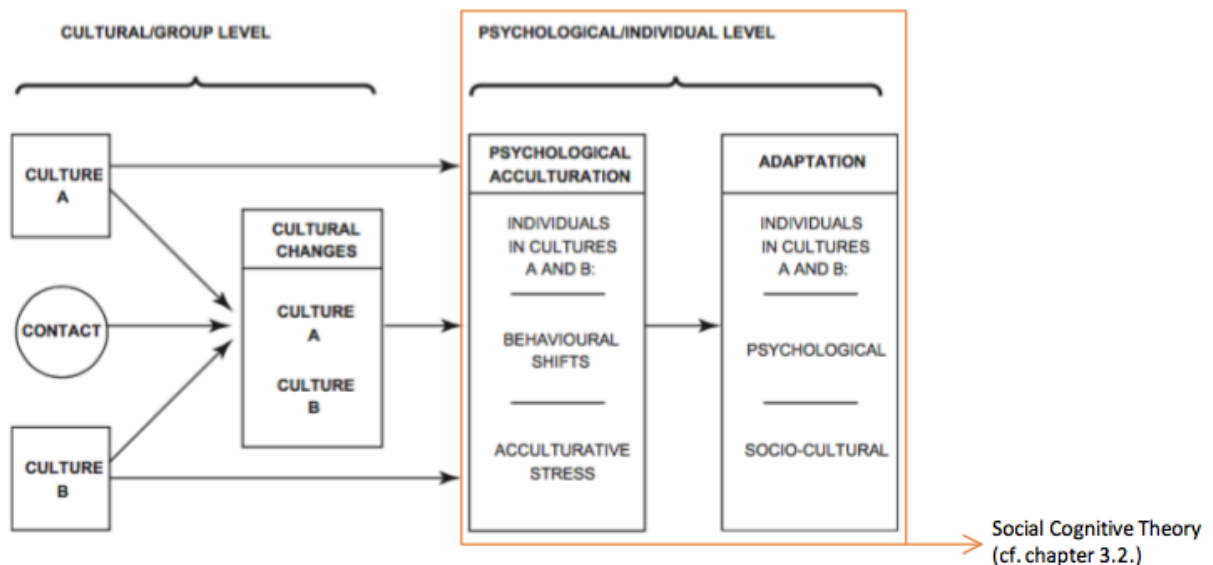 CULTURAL/GROUP LEVEL
PSYCHOLOGICAL/INDIVIDUAL LEVEL
CULTURE
A
CONTACT
CULTURE
B
CULTURAL
CHANGES
CULTURE
A
CULTURE
B
PSYCHOLOGICAL
ACCULTURATION
INDIVIDUALS
IN CULTURES
A AND B:
BEHAVIOURAL
SHIFTS
ACCULTURATIVE
STRESS
ADAPTATION
INDIVIDUALS
IN CULTURES
A AND B:
PSYCHOLOGICAL
SOCIO-CULTURAL
Social Cognitive Theory
(cf. chapter 3.2.)